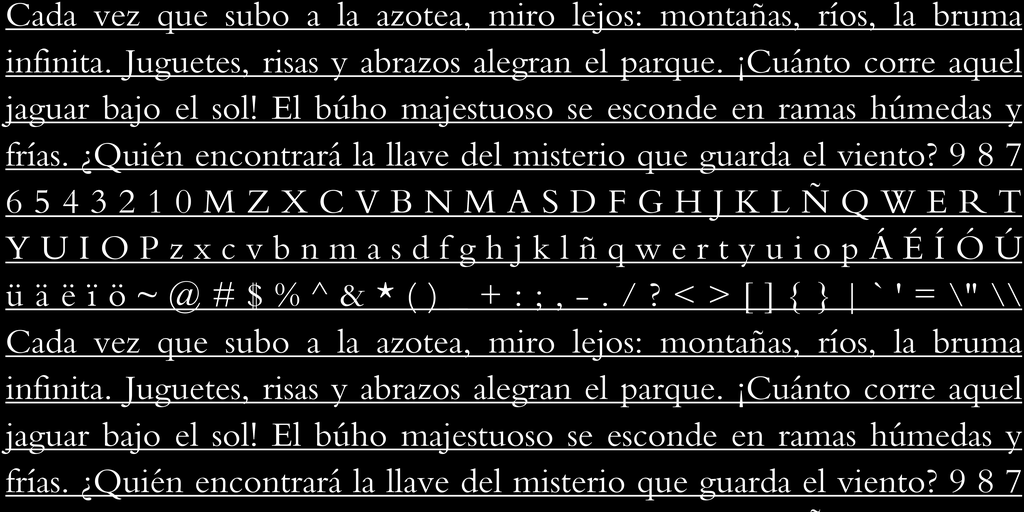 Cada vez que subo a la azotea, miro lejos: montañas, ríos, la bruma
infinita. Juguetes, risas y abrazos alegran el parque. ¡Cuánto corre aquel
jaguar bajo el sol! El búho majestuoso se esconde en ramas húmedas y
frías. ¿Quién encontrará la llave del misterio que guarda el viento? 9 8 7
6 5 4 3 2 1 0 M Z X C V B N M A S D F G H J K L Ñ Q W E R T
Y U I O P z x c v b n m a s d f g h j k l ñ q w e r t y u i o p Á É Í Ó Ú
ü ä ë ï ö ~ @ # $ % ^ & * ( ) _ + : ; , - . / ? < > [ ] { } | ` ' = \" \\
Cada vez que subo a la azotea, miro lejos: montañas, ríos, la bruma
infinita. Juguetes, risas y abrazos alegran el parque. ¡Cuánto corre aquel
jaguar bajo el sol! El búho majestuoso se esconde en ramas húmedas y
frías. ¿Quién encontrará la llave del misterio que guarda el viento? 9 8 7